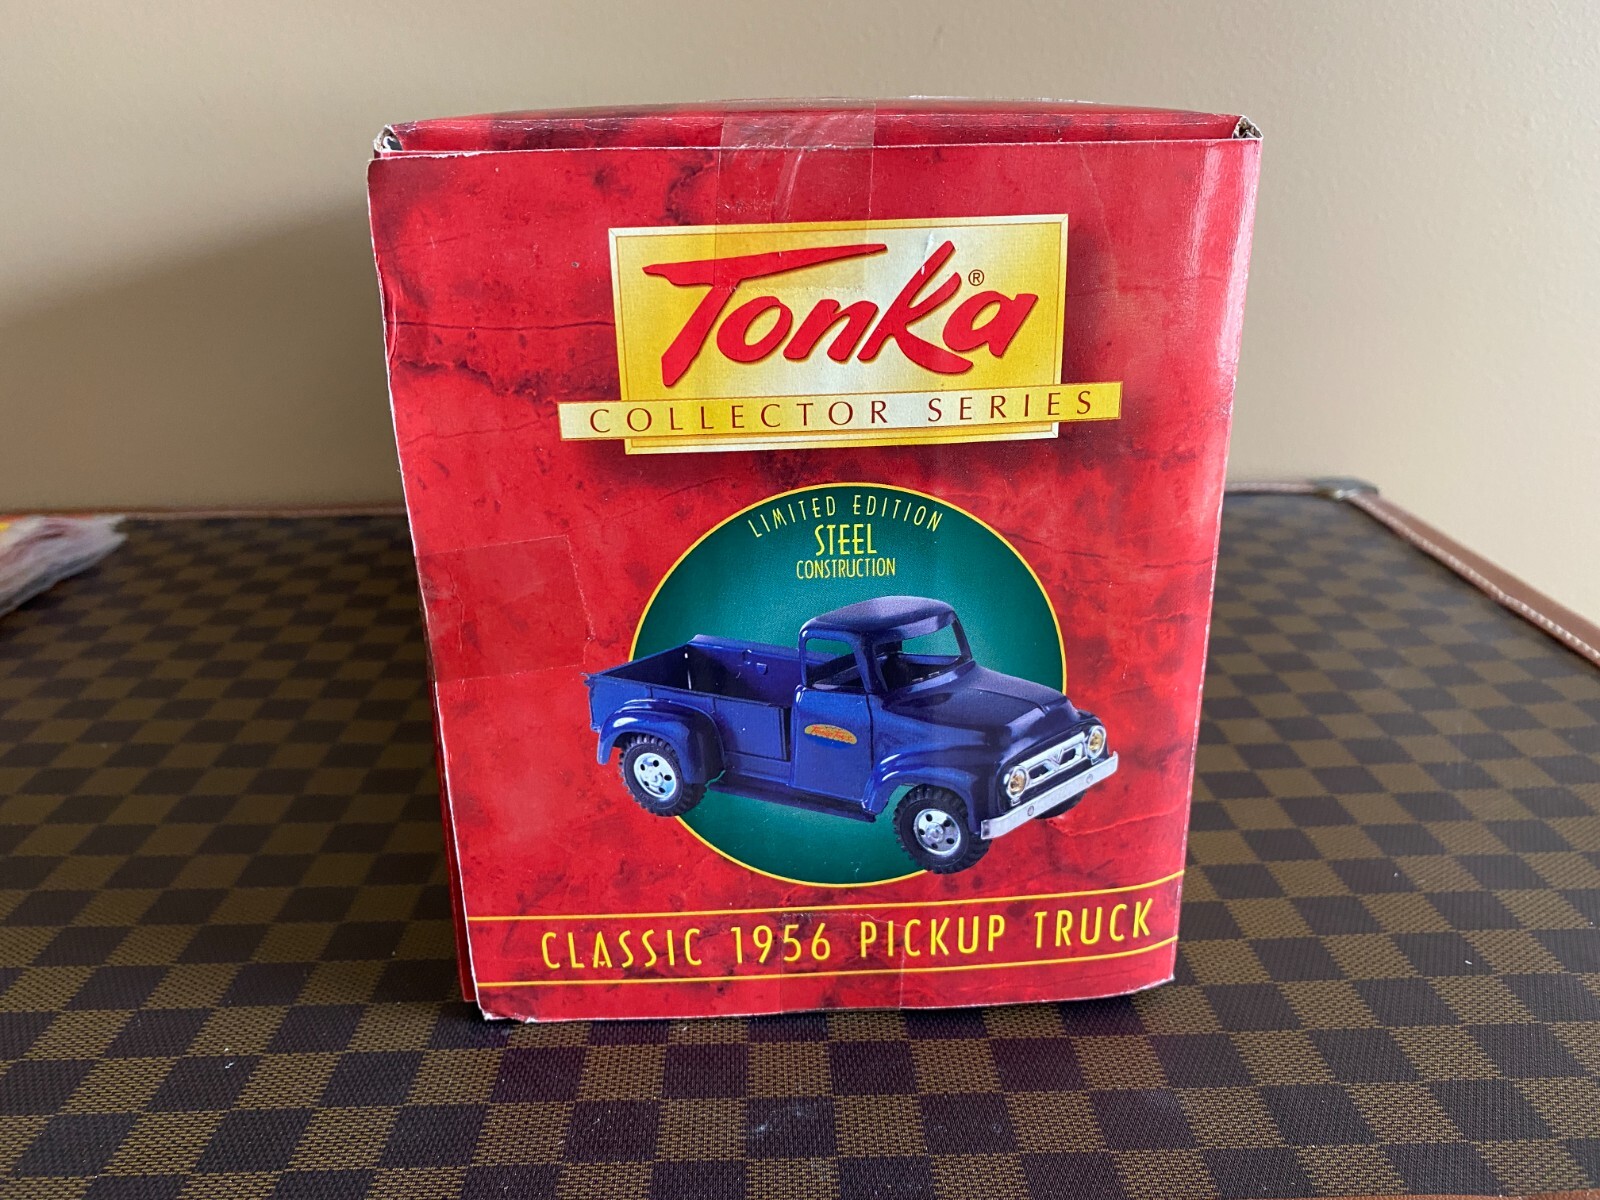 Tonka®
COLLECTOR SERIES
LIMITED EDITION
STEEL
CONSTRUCTION
CLASSIC 1956 PICKUP TRUCK